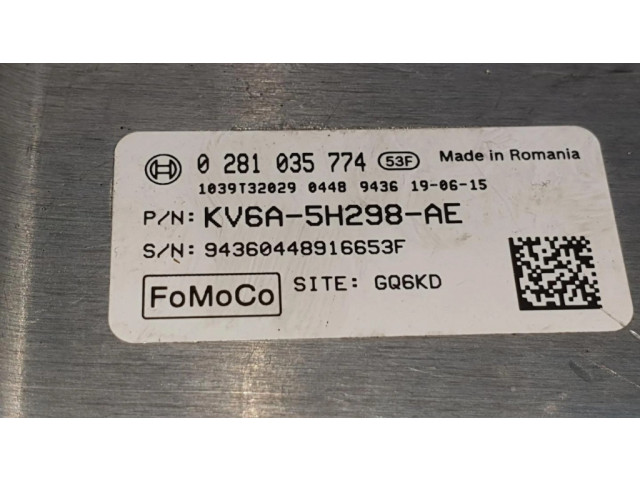 0 281 035 774 53F Made in Romania
1039T32029 0448 9436 19-06-15
P/N: KV6A-5H298-AE
S/N: 94360448916653F
FoMoCo SITE: GQ6KD